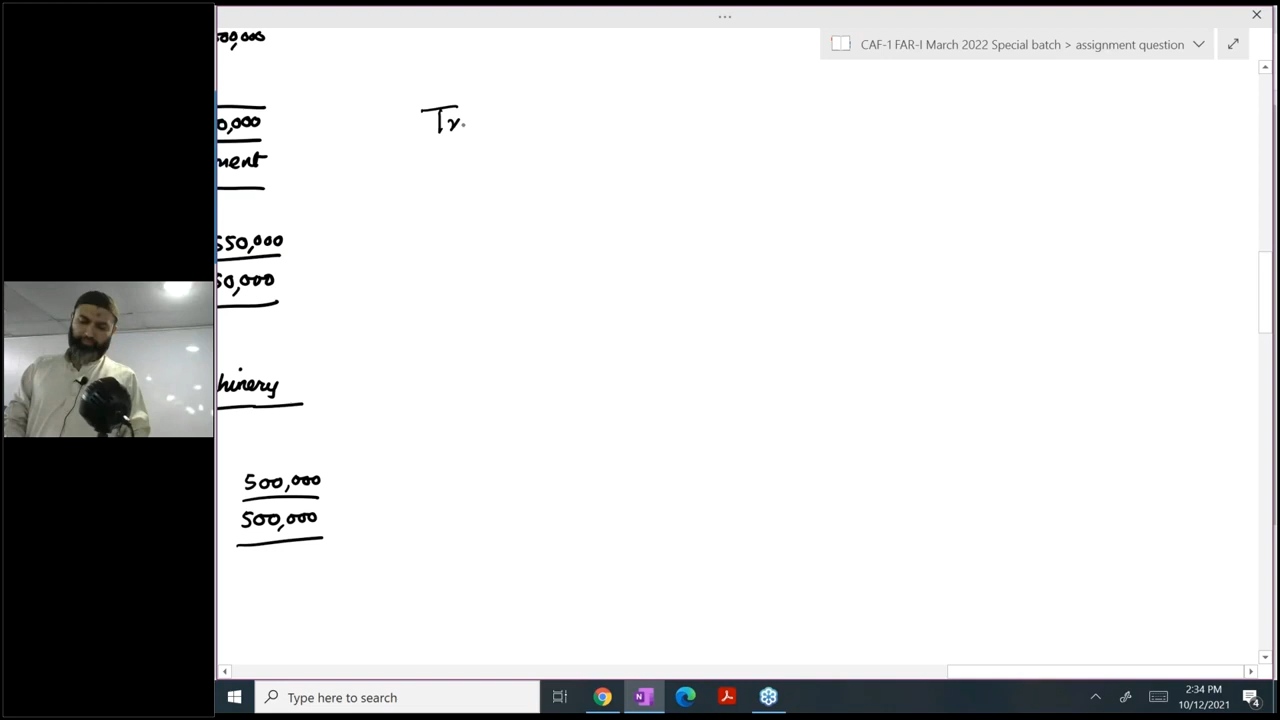 CAF-1 FAR-I March 2022 Special batch > assignment question
00,000
0,000
ment
550,000
50,000
hinery
500,000
500,000
Tr
Type here to search
2:34 PM
10/12/2021
4